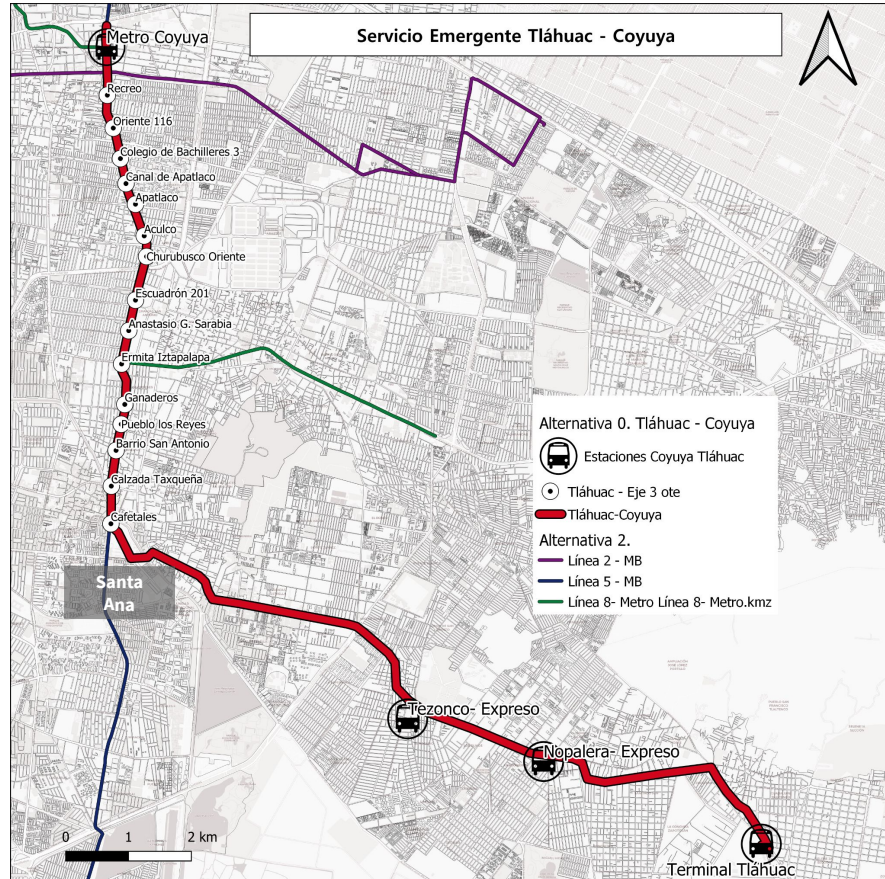 Servicio Emergente Tláhuac - Coyuya
Metro Coyuya
Recreo
Oriente 116
Colegio de Bachilleres 3
Canal de Apatlaco
Apatlaco
Aculco
Churubusco Oriente
Escuadrón 201
Anastasio G. Sarabia
Ermita Iztapalapa
Ganaderos
Pueblo los Reyes
Barrio San Antonio
Calzada Taxqueña
Cafetales
Santa
Ana
Tezonco- Expreso
Nopalera- Expreso
Terminal Tláhuac
Alternativa 0. Tláhuac - Coyuya
Estaciones Coyuya Tláhuac
Tláhuac - Eje 3 ote
Tláhuac-Coyuya
Alternativa 2.
Línea 2 - MB
Línea 5 - MB
Línea 8- Metro Línea 8- Metro.kmz
0 1 2 km